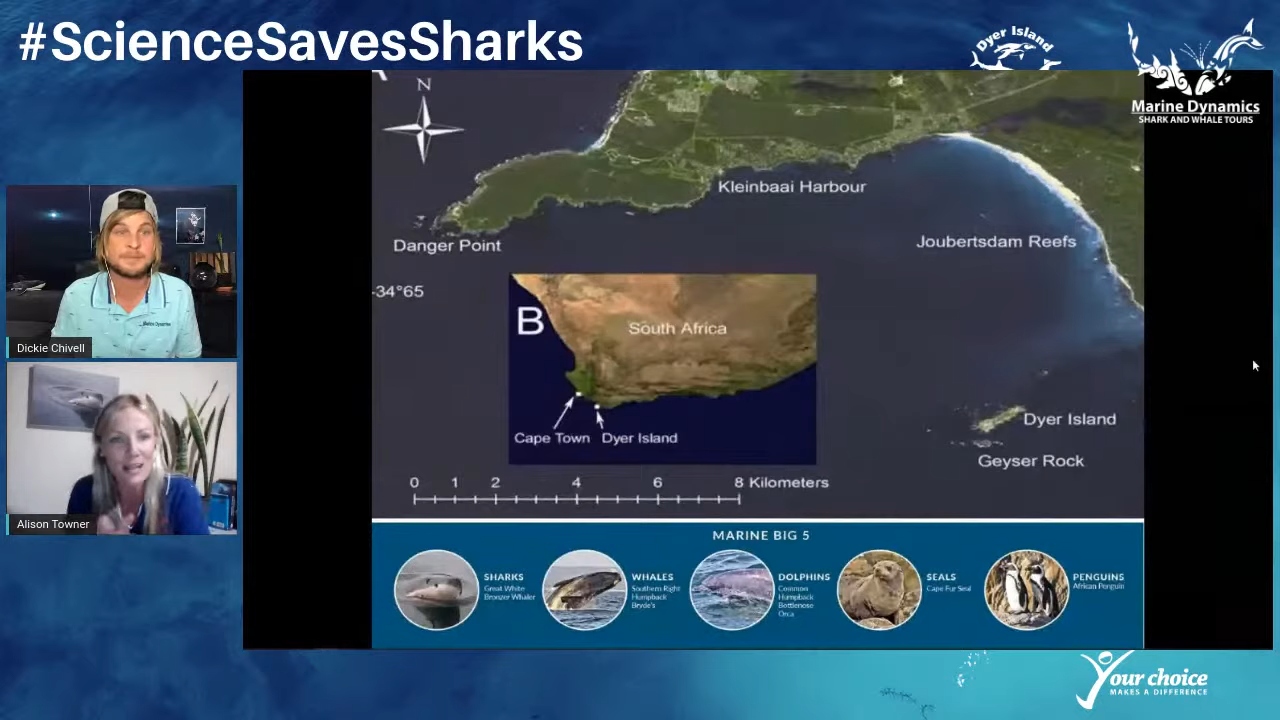 #ScienceSavesSharks
Dyer Island
Marine Dynamics
SHARK AND WHALE TOURS
N
Kleinbaai Harbour
Danger Point
Joubertsdam Reefs
-34°65
B
South Africa
Cape Town
Dyer Island
Dyer Island
Geyser Rock
0 1 2 4 6 8 Kilometers
Dickie Chivell
Marine Dynamics
Alison Towner
MARINE BIG 5
SHARKS
Great White
Bronzer Whaler
WHALES
Southern Right
Humpback
Bryde's
DOLPHINS
Common
Humpback
Bottlenose
Orca
SEALS
Cape Fur Seal
PENGUINS
African Penguin
Your choice
MAKES A DIFFERENCE